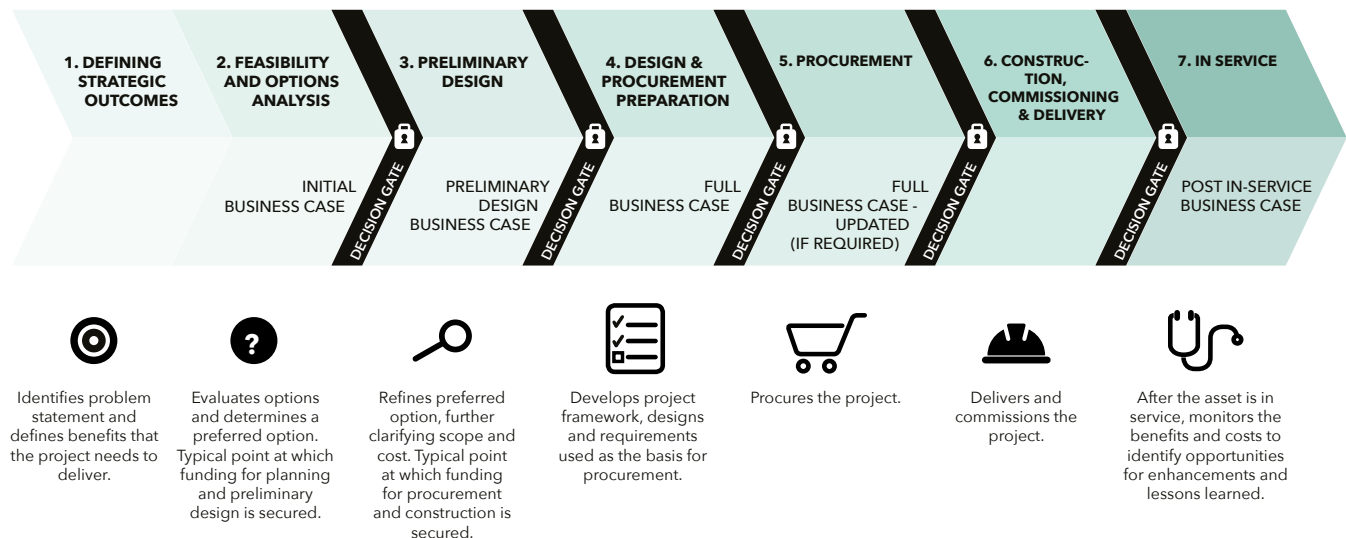 1. DEFINING
STRATEGIC
OUTCOMES
2. FEASIBILITY
AND OPTIONS
ANALYSIS
3. PRELIMINARY
DESIGN
4. DESIGN &
PROCUREMENT
PREPARATION
5. PROCUREMENT
6. CONSTRUC-
TION,
COMMISSIONING
& DELIVERY
7. IN SERVICE
INITIAL
BUSINESS CASE
DECISION GATE
PRELIMINARY
DESIGN
BUSINESS CASE
DECISION GATE
FULL
BUSINESS CASE
DECISION GATE
FULL
BUSINESS CASE -
UPDATED
(IF REQUIRED)
DECISION GATE
DECISION GATE
POST IN-SERVICE
BUSINESS CASE
?
Identifies problem
statement and
defines benefits that
the project needs to
deliver.
Evaluates options
and determines a
preferred option.
Typical point at which
funding for planning
and preliminary
design is secured.
Refines preferred
option, further
clarifying scope and
cost. Typical point
at which funding
for procurement
and construction is
secured.
Develops project
framework, designs
and requirements
used as the basis for
procurement.
Procures the project.
Delivers and
commissions the
project.
After the asset is in
service, monitors the
benefits and costs to
identify opportunities
for enhancements and
lessons learned.